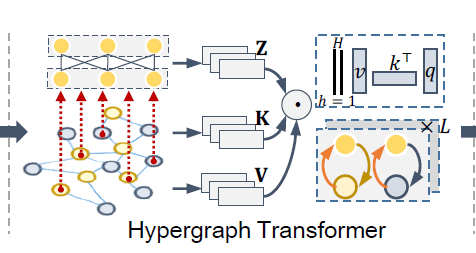 Z
K
V
H
h = 1
v
k⊤
q
× L
Hypergraph Transformer